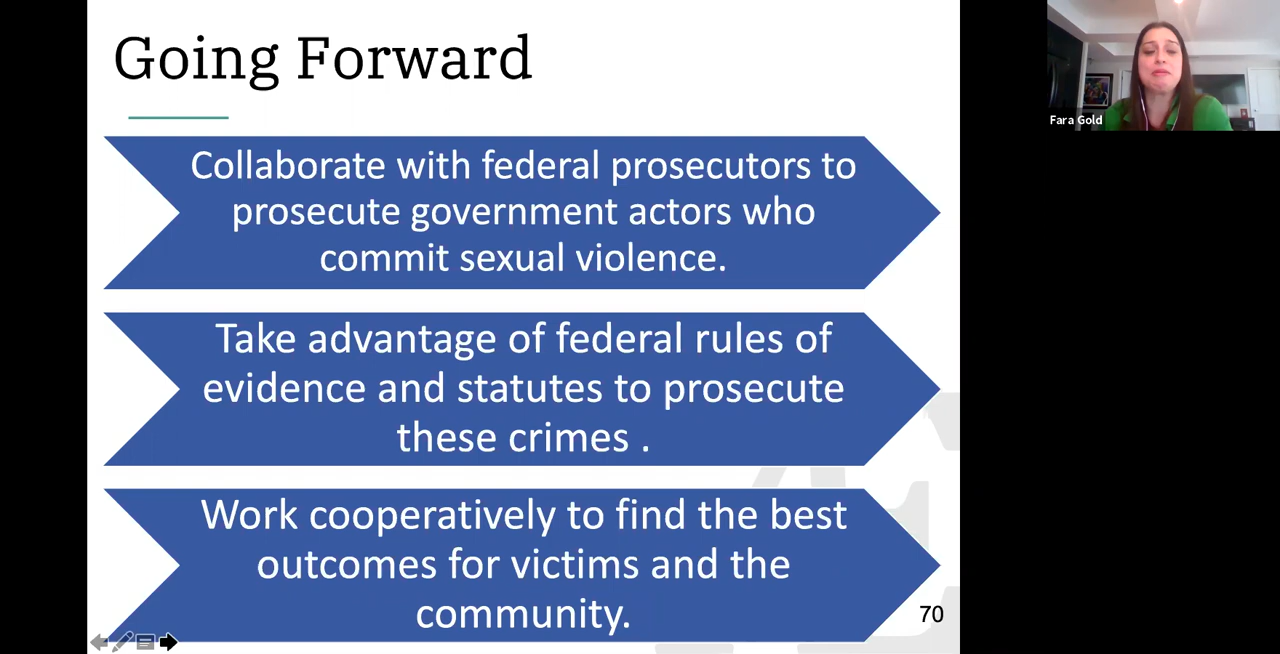 Going Forward
Collaborate with federal prosecutors to
prosecute government actors who
commit sexual violence.
Take advantage of federal rules of
evidence and statutes to prosecute
these crimes .
Work cooperatively to find the best
outcomes for victims and the
community.
70
Fara Gold